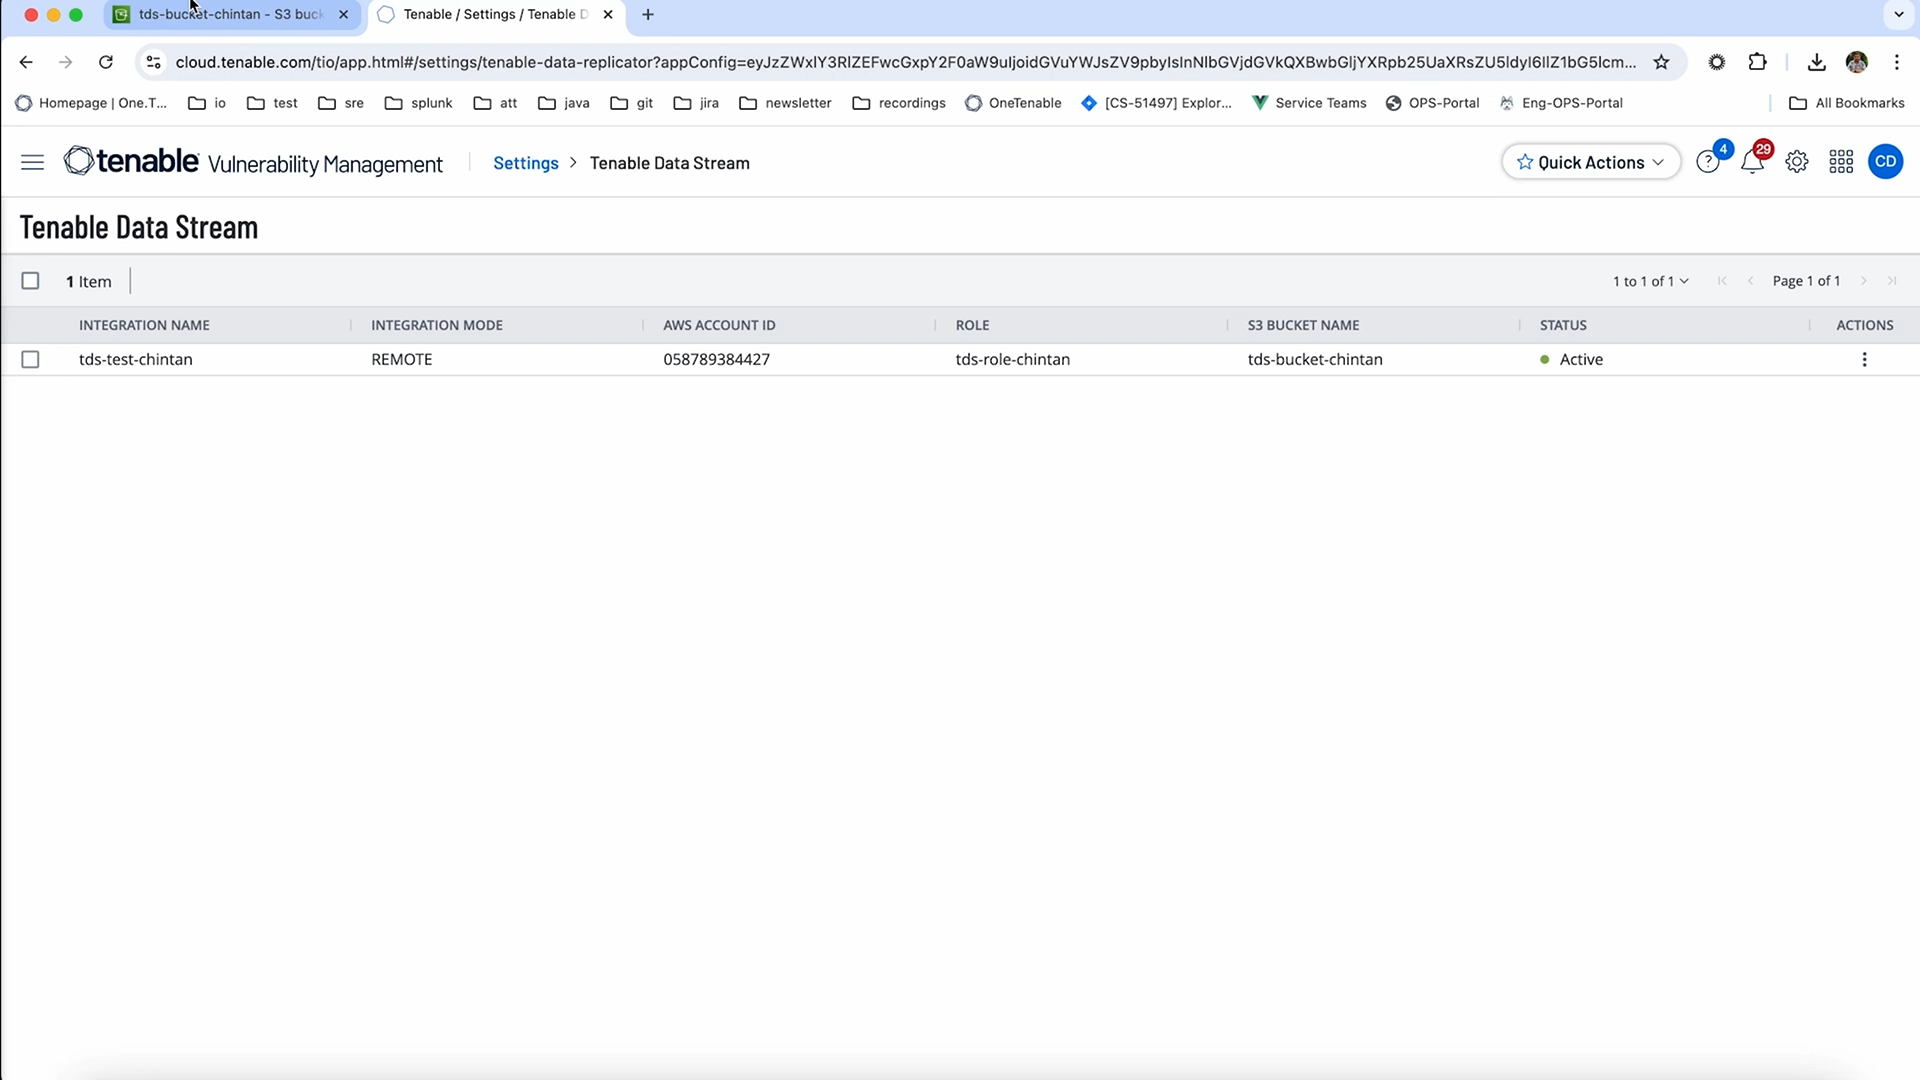 tds-bucket-chintan - S3 buck
Tenable / Settings / Tenable D
cloud.tenable.com/tio/app.html#/settings/tenable-data-replicator?appConfig=
Homepage | One.T...
io
test
sre
splunk
att
java
git
jira
newsletter
recordings
OneTenable
[CS-51497] Explor...
Service Teams
OPS-Portal
Eng-OPS-Portal
All Bookmarks
tenable Vulnerability Management
Settings > Tenable Data Stream
Quick Actions
4
29
CD
Tenable Data Stream
1 Item
1 to 1 of 1
Page 1 of 1
INTEGRATION NAME INTEGRATION MODE AWS ACCOUNT ID ROLE S3 BUCKET NAME STATUS ACTIONS
tds-test-chintan REMOTE 058789384427 tds-role-chintan tds-bucket-chintan Active